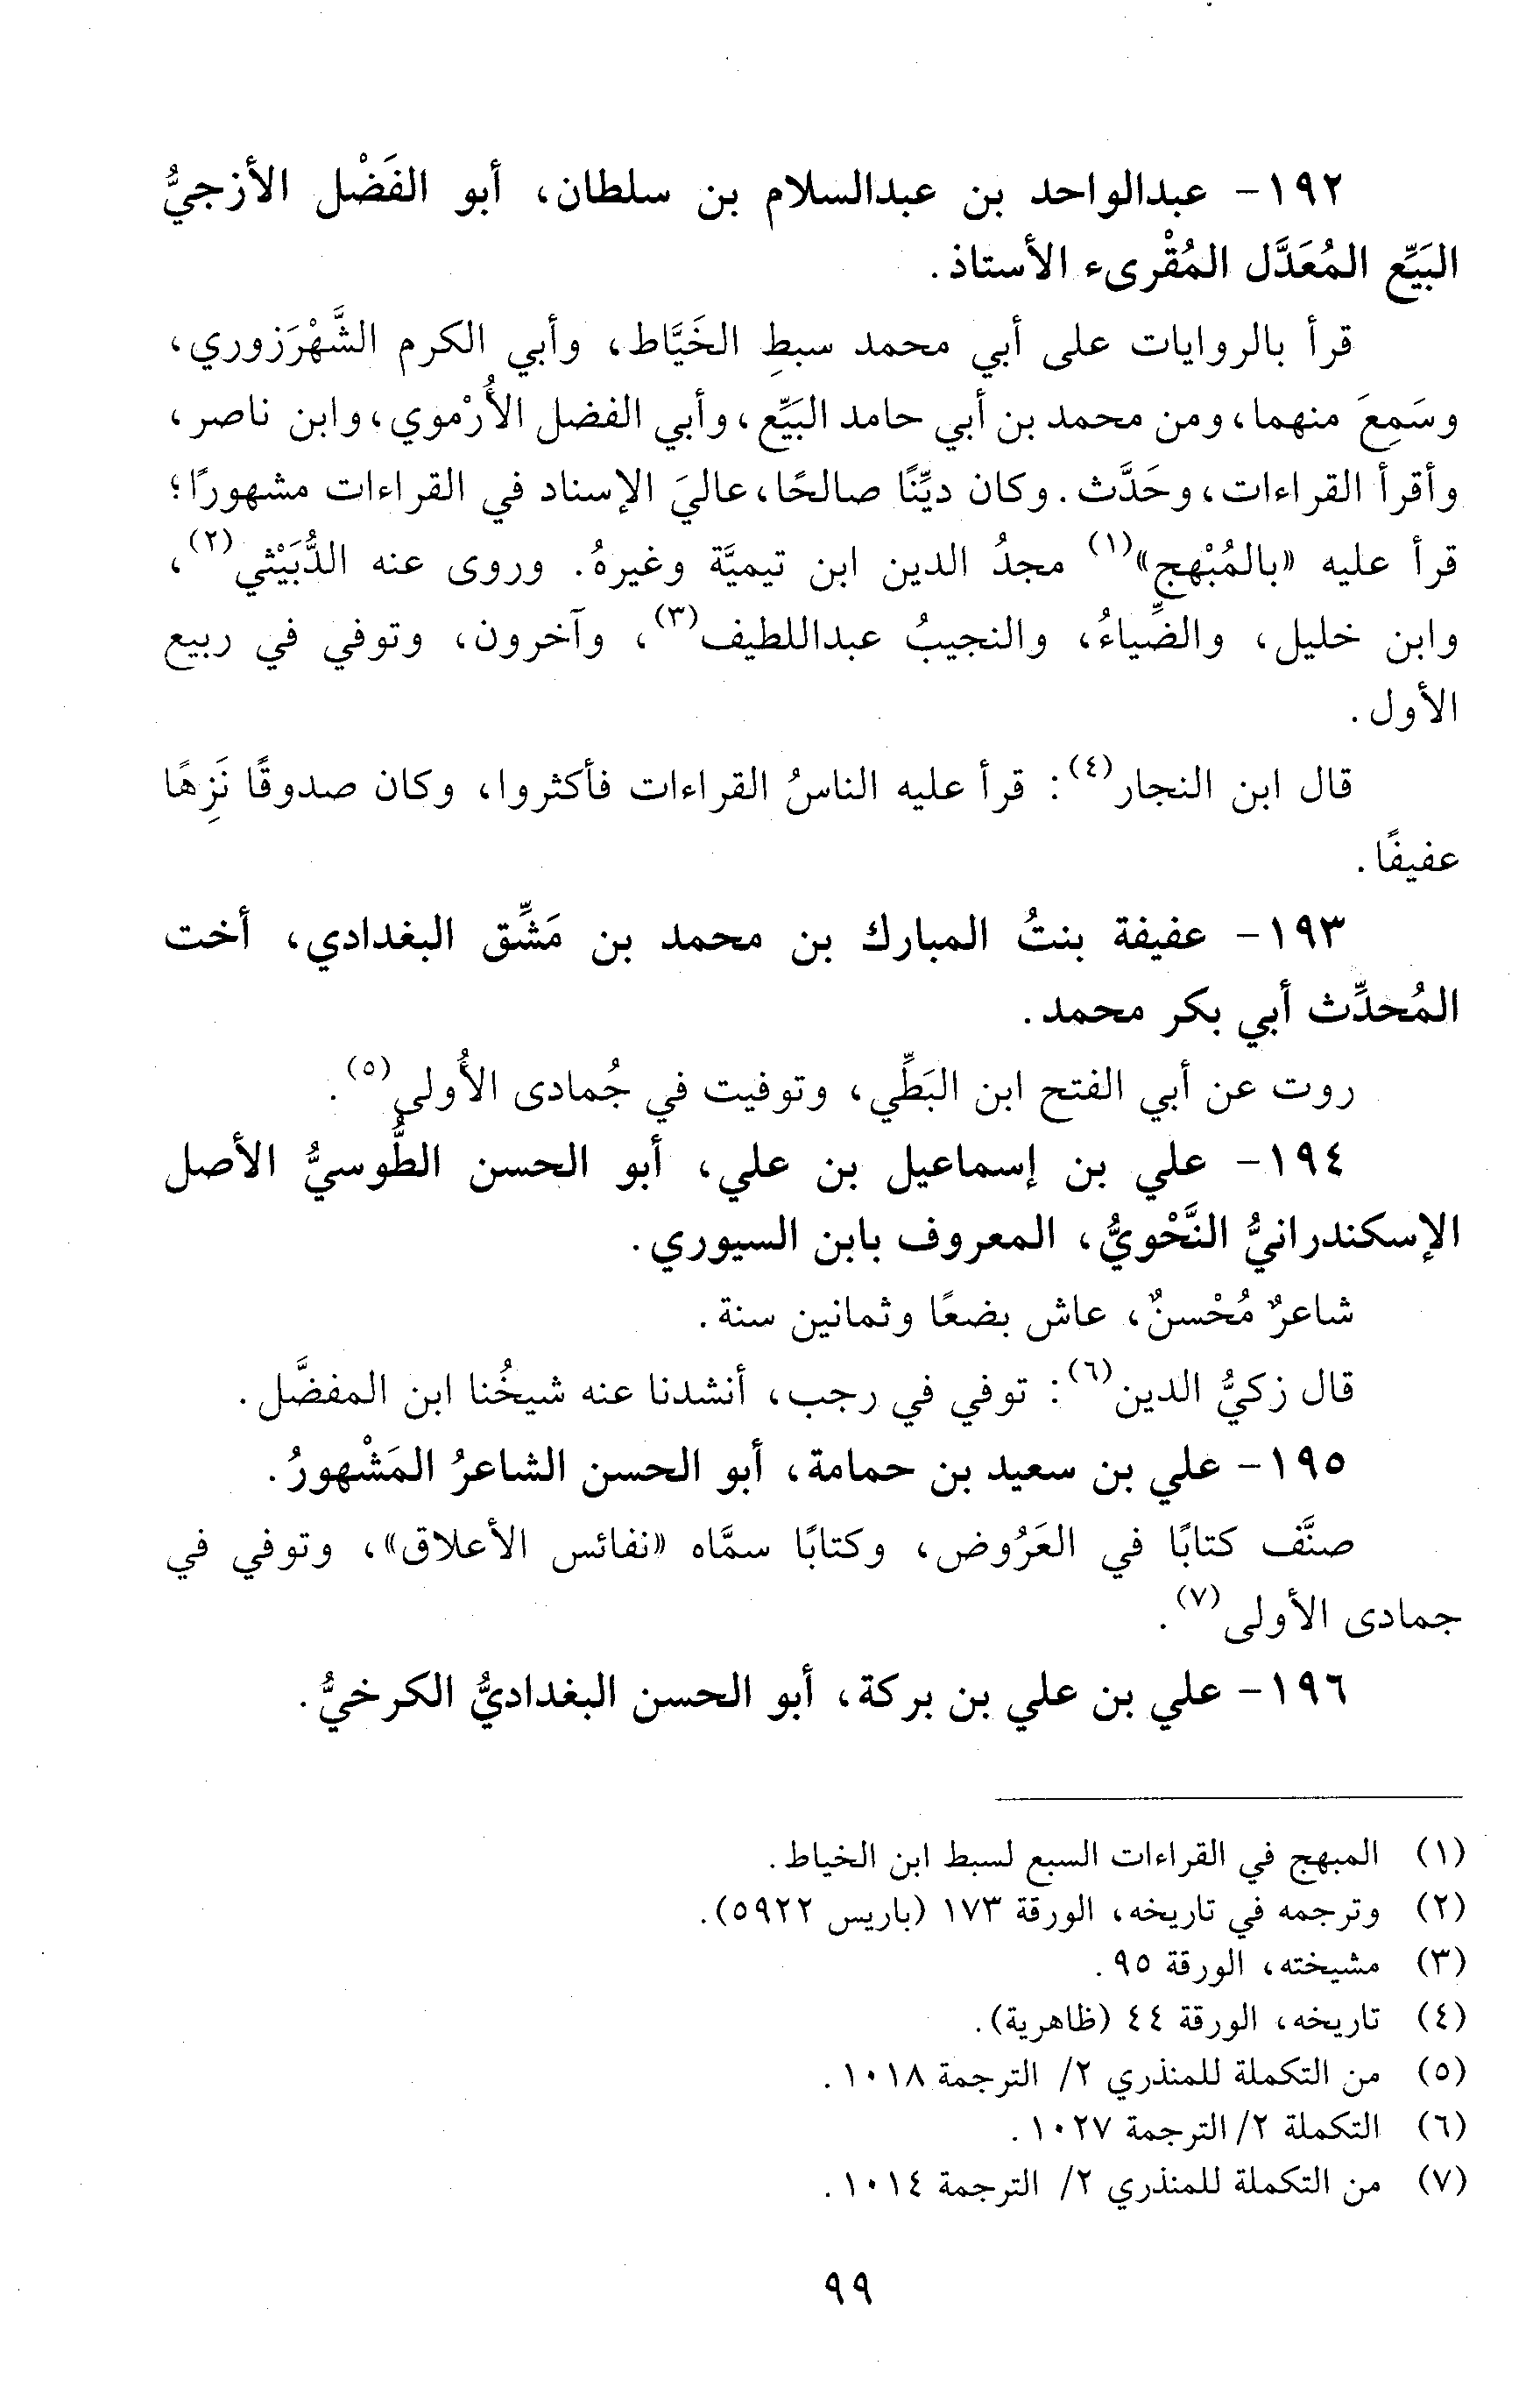 ١٩٢- عبدالواحد بن عبدالسلام بن سلطان، أبو الفَضْل الأزجيُّ
البَيِّع المُعَدَّل المُقْرىء الأستاذ.
قرأ بالروايات على أبي محمد سبطِ الخَيَّاط، وأبي الكرم الشَّهْرَزوري،
وسَمِعَ منهما، ومن محمد بن أبي حامد البَيِّع، وأبي الفضل الأُرْموي، وابن ناصر،
وأقرأ القراءات، وحَدَّث. وكان ديِّنًا صالحًا، عاليَ الإسناد في القراءات مشهورًا؛
قرأ عليه «بالمُبْهج»(١) مجدُ الدين ابن تيميَّة وغيرهُ. وروى عنه الدُّبَيْثي(٢)،
وابن خليل، والضِّياءُ، والنجيبُ عبداللطيف(٣)، وآخرون، وتوفي في ربيع
الأول.
قال ابن النجار(٤): قرأ عليه الناسُ القراءات فأكثروا، وكان صدوقًا نَزِهًا
عفيفًا.
١٩٣- عفيفة بنتُ المبارك بن محمد بن مَشِّق البغدادي، أخت
المُحدِّث أبي بكر محمد.
روت عن أبي الفتح ابن البَطِّي، وتوفيت في جُمادى الأُولى(٥).
١٩٤- علي بن إسماعيل بن علي، أبو الحسن الطُّوسيُّ الأصل
الإسكندرانيُّ النَّحْويُّ، المعروف بابن السيوري.
شاعرٌ مُحْسنٌ، عاش بضعًا وثمانين سنة.
قال زكيُّ الدين(٦): توفي في رجب، أنشدنا عنه شيخُنا ابن المفضَّل.
١٩٥- علي بن سعيد بن حمامة، أبو الحسن الشاعرُ المَشْهورُ.
صنَّف كتابًا في العَرُوض، وكتابًا سمَّاه «نفائس الأعلاق»، وتوفي في
جمادى الأولى(٧).
١٩٦- علي بن علي بن بركة، أبو الحسن البغداديُّ الكرخيُّ.
(١) المبهج في القراءات السبع لسبط ابن الخياط.
(٢) وترجمه في تاريخه، الورقة ١٧٣ (باريس ٥٩٢٢).
(٣) مشيخته، الورقة ٩٥.
(٤) تاريخه، الورقة ٤٤ (ظاهرية).
(٥) من التكملة للمنذري ٢/ الترجمة ١٠١٨.
(٦) التكملة ٢/ الترجمة ١٠٢٧.
(٧) من التكملة للمنذري ٢/ الترجمة ١٠١٤.
٩٩